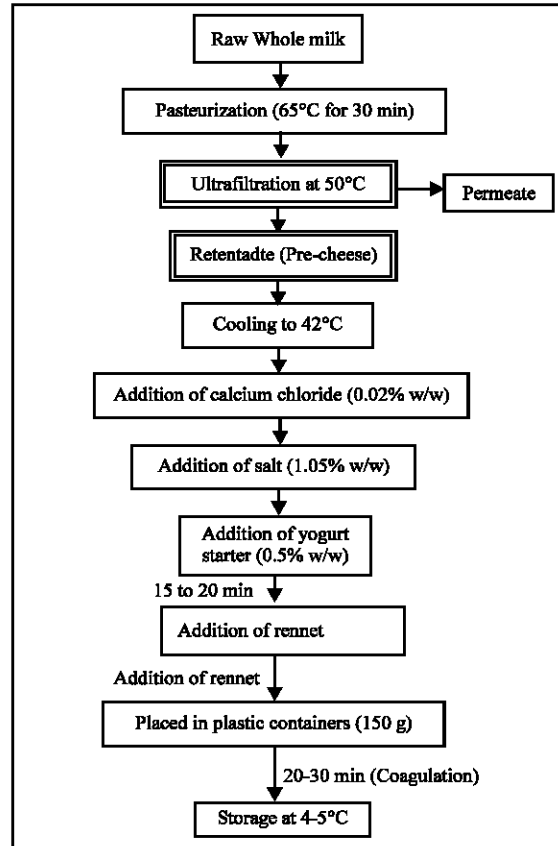 Raw Whole milk
Pasteurization (65°C for 30 min)
Ultrafiltration at 50°C
Permeate
Retentadte (Pre-cheese)
Cooling to 42°C
Addition of calcium chloride (0.02% w/w)
Addition of salt (1.05% w/w)
Addition of yogurt
starter (0.5% w/w)
15 to 20 min
Addition of rennet
Addition of rennet
Placed in plastic containers (150 g)
20-30 min (Coagulation)
Storage at 4-5°C